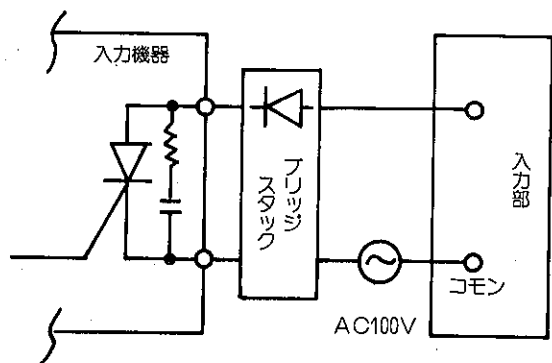 入力機器
ブリッジ
スタック
入力部
コモン
AC100V